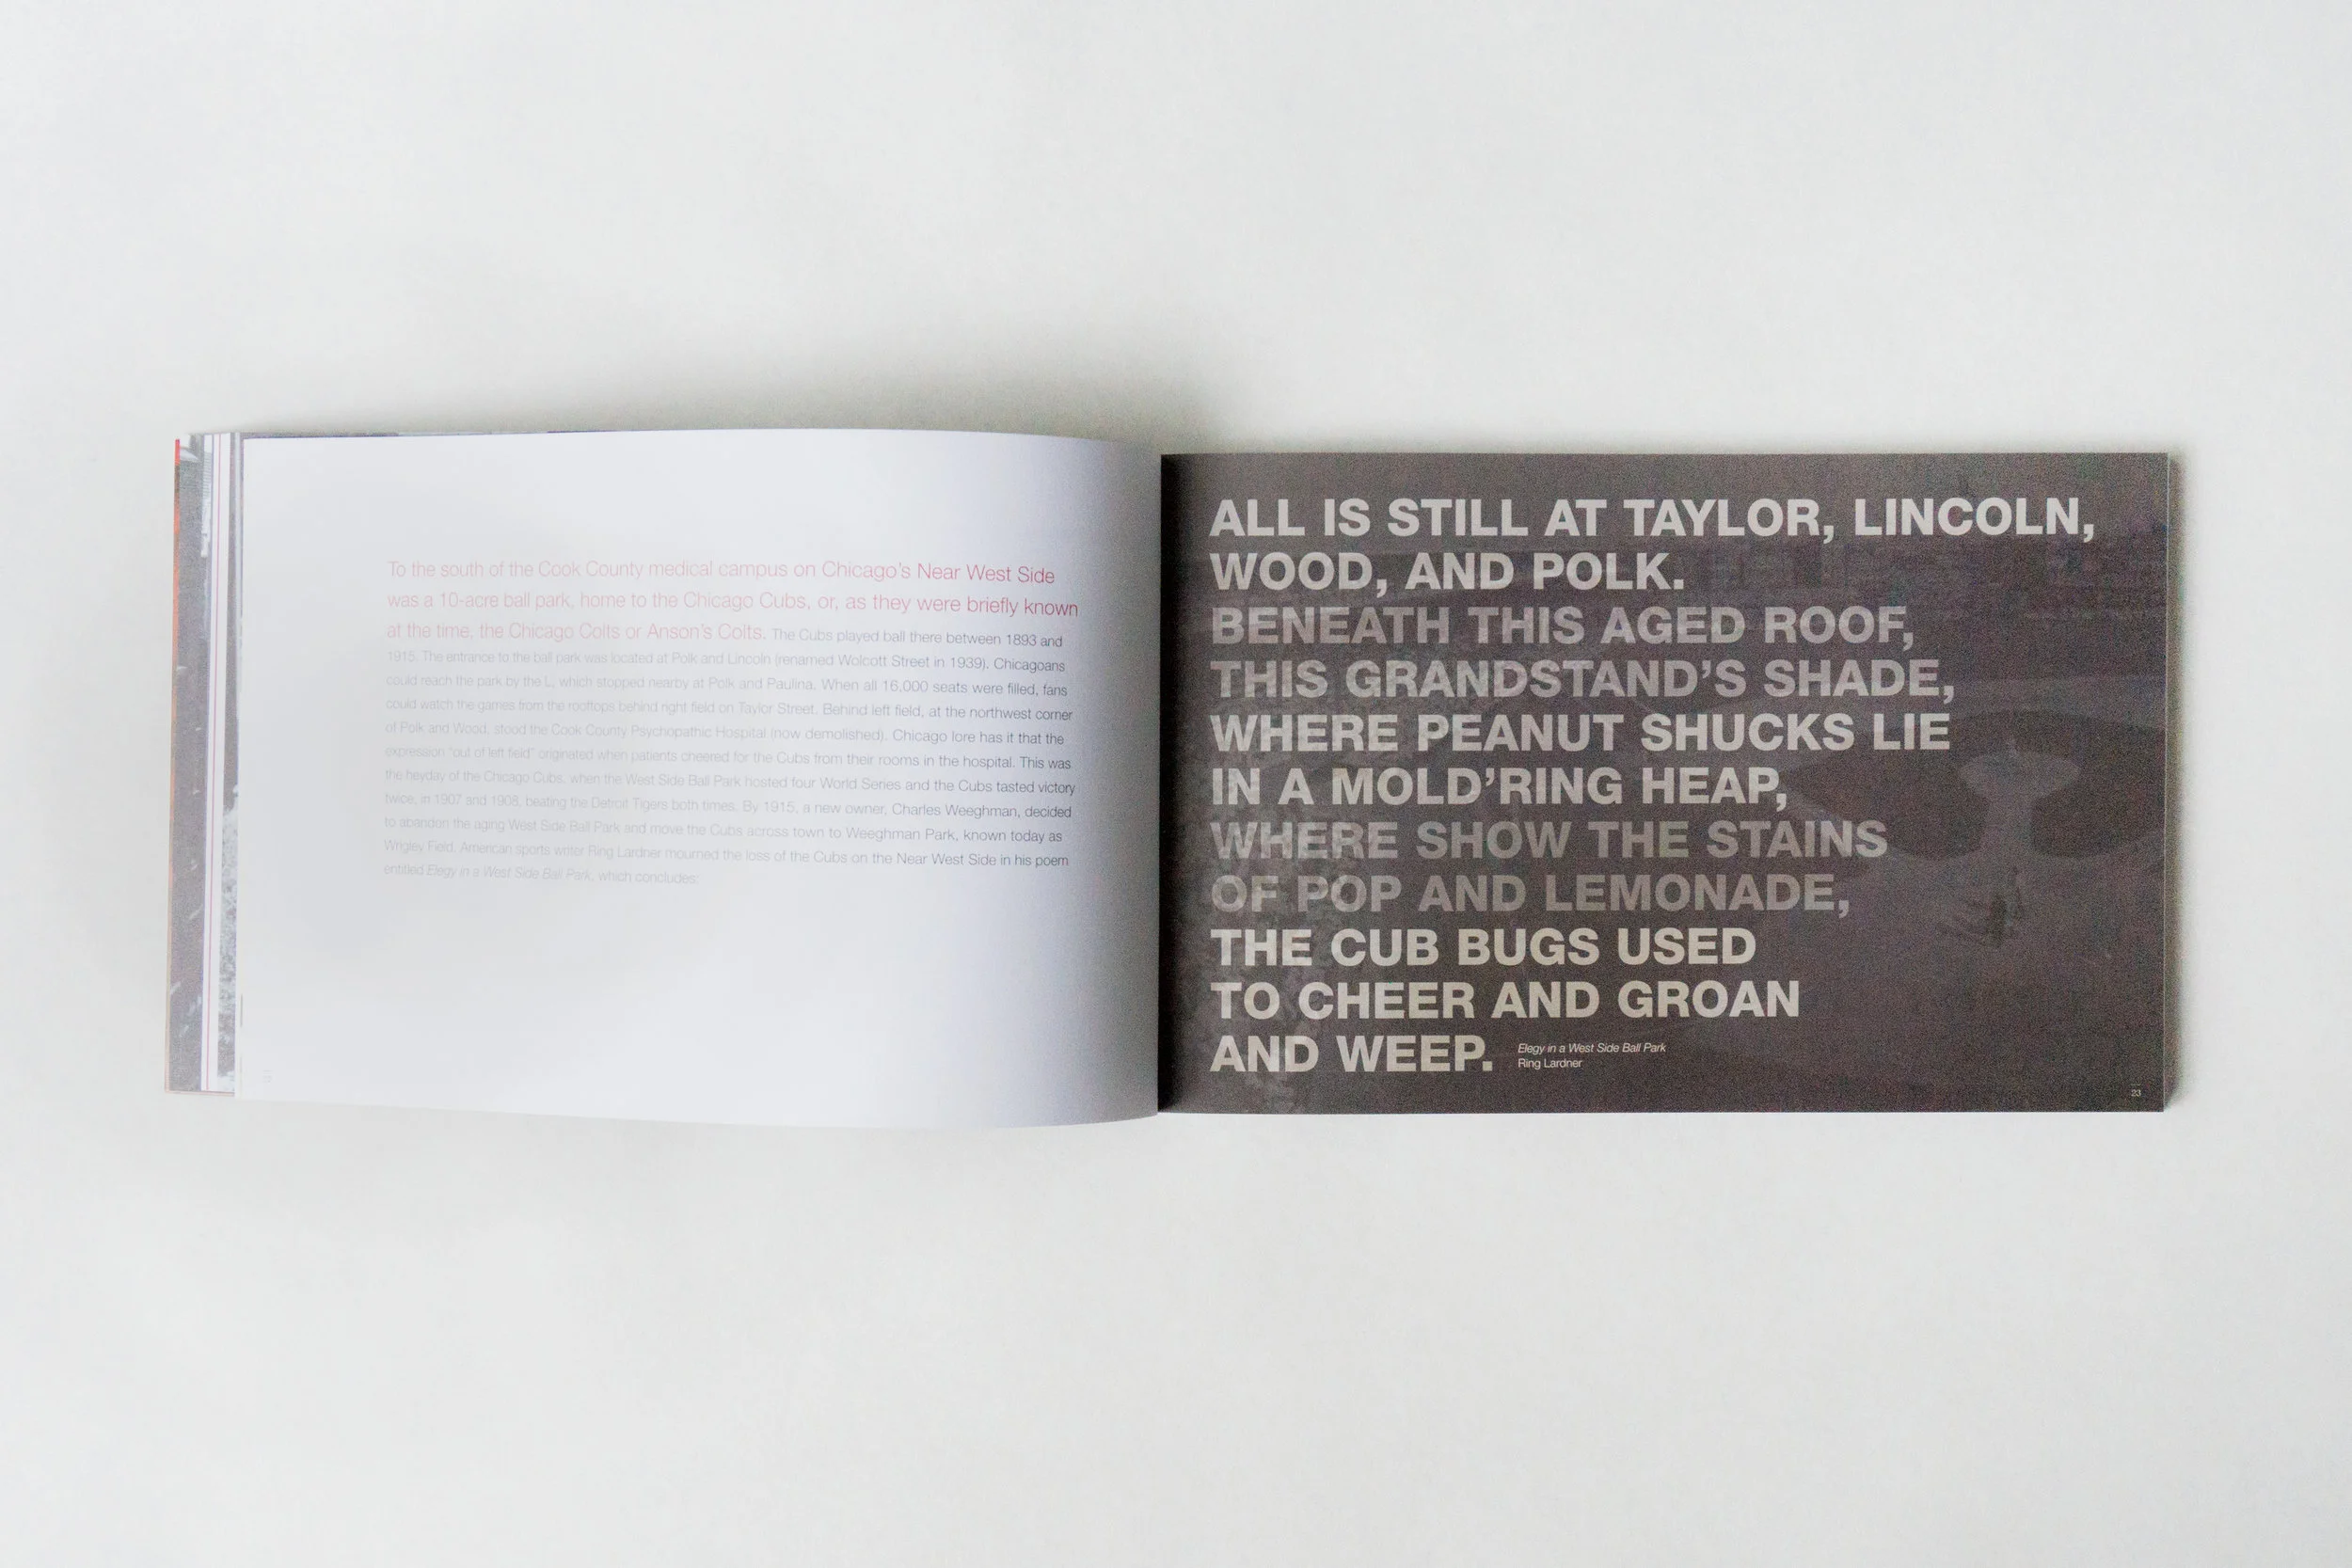 To the south of the Cook County medical campus on Chicago's Near West Side
was a 10-acre ball park, home to the Chicago Cubs, or, as they were briefly known
at the time, the Chicago Colts or Anson's Colts. The Cubs played ball there between 1893 and
1915. The entrance to the ball park was located at Polk and Lincoln (renamed Wolcott Street in 1939). Chicagoans
could reach the park by the L, which stopped nearby at Polk and Paulina. When all 16,000 seats were filled, fans
could watch the games from the rooftops behind right field on Taylor Street. Behind left field, at the northwest corner
of Polk and Wood, stood the Cook County Psychopathic Hospital (now demolished). Chicago lore has it that the
expression "out of left field" originated when patients cheered for the Cubs from their rooms in the hospital. This was
the heyday of the Chicago Cubs, when the West Side Ball Park hosted four World Series and the Cubs tasted victory
twice, in 1907 and 1908, beating the Detroit Tigers both times. By 1915, a new owner, Charles Weeghman, decided
to abandon the aging West Side Ball Park and move the Cubs across town to Weeghman Park, known today as
Wrigley Field. American sports writer Ring Lardner mourned the loss of the Cubs on the Near West Side in his poem
entitled Elegy in a West Side Ball Park, which concludes:
ALL IS STILL AT TAYLOR, LINCOLN,
WOOD, AND POLK.
BENEATH THIS AGED ROOF,
THIS GRANDSTAND'S SHADE,
WHERE PEANUT SHUCKS LIE
IN A MOLD'RING HEAP,
WHERE SHOW THE STAINS
OF POP AND LEMONADE,
THE CUB BUGS USED
TO CHEER AND GROAN
AND WEEP.
Elegy in a West Side Ball Park
Ring Lardner
23